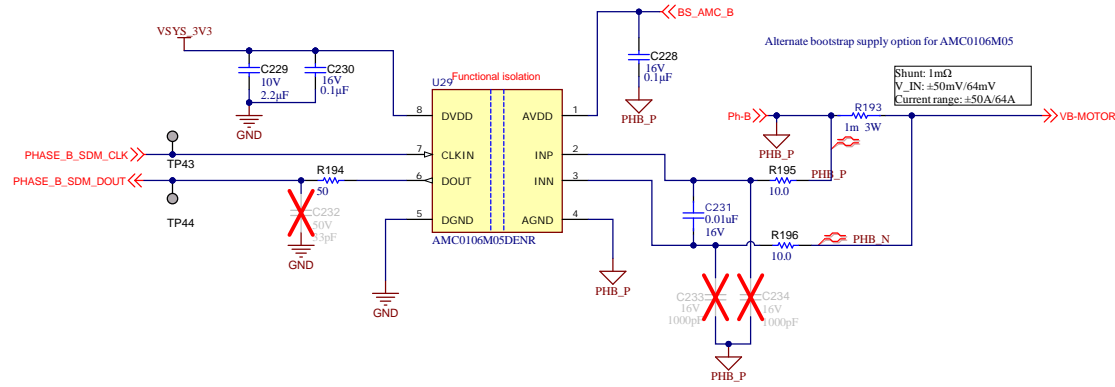 VSYS_3V3
BS_AMC_B
Alternate bootstrap supply option for AMC0106M05
C228
16V
0.1µF
PHB_P
C229
10V
2.2µF
C230
16V
0.1µF
GND
U29
Functional isolation
8 DVDD
AVDD 1
7 CLKIN
INP 2
6 DOUT
INN 3
5 DGND
AGND 4
AMC0106M05DENR
Shunt: 1mΩ
V_IN: ±50mV/64mV
Current range: ±50A/64A
Ph-B
R193
1m 3W
VB-MOTOR
PHB_P
PHASE_B_SDM_CLK
TP43
PHASE_B_SDM_DOUT
TP44
R194
50
C232
50V
33pF
GND
GND
R195
10.0
PHB_P
C231
0.01uF
16V
R196
10.0
PHB_N
PHB_P
C233
16V
1000pF
C234
16V
1000pF
PHB_P